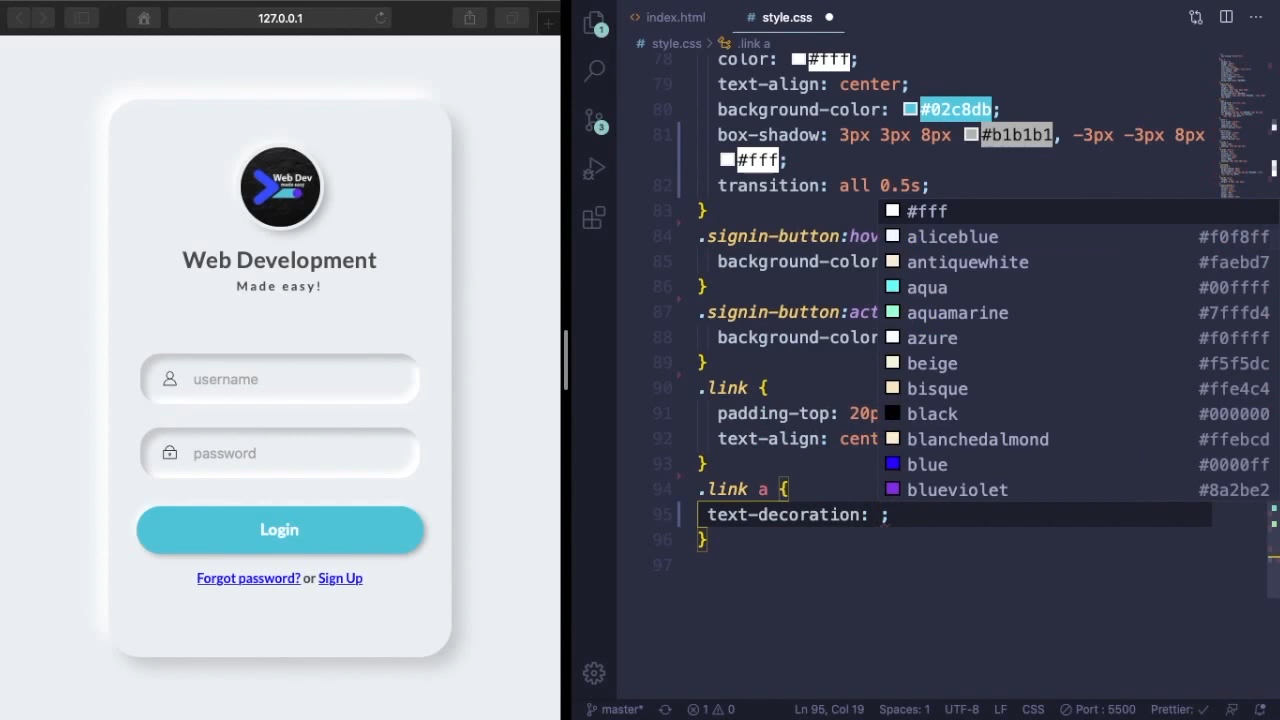 127.0.0.1
Web Dev
made easy
Web Development
Made easy!
username
password
Login
Forgot password? or Sign Up
index.html
# style.css
# style.css > .link a
1
3
78 color: #fff;
79 text-align: center;
80 background-color: #02c8db;
81 box-shadow: 3px 3px 8px #b1b1b1, -3px -3px 8px
#fff;
82 transition: all 0.5s;
83 }
84 .signin-button:hov
85 background-color
86 }
87 .signin-button:act
88 background-color
89 }
90 .link {
91 padding-top: 20p
92 text-align: cent
93 }
94 .link a {
95 text-decoration: ;
96 }
97
#fff
aliceblue #f0f8ff
antiquewhite #faebd7
aqua #00ffff
aquamarine #7fffd4
azure #f0ffff
beige #f5f5dc
bisque #ffe4c4
black #000000
blanchedalmond #ffebcd
blue #0000ff
blueviolet #8a2be2
master* 1 0 Ln 95, Col 19 Spaces: 1 UTF-8 LF CSS Port : 5500 Prettier: ✓